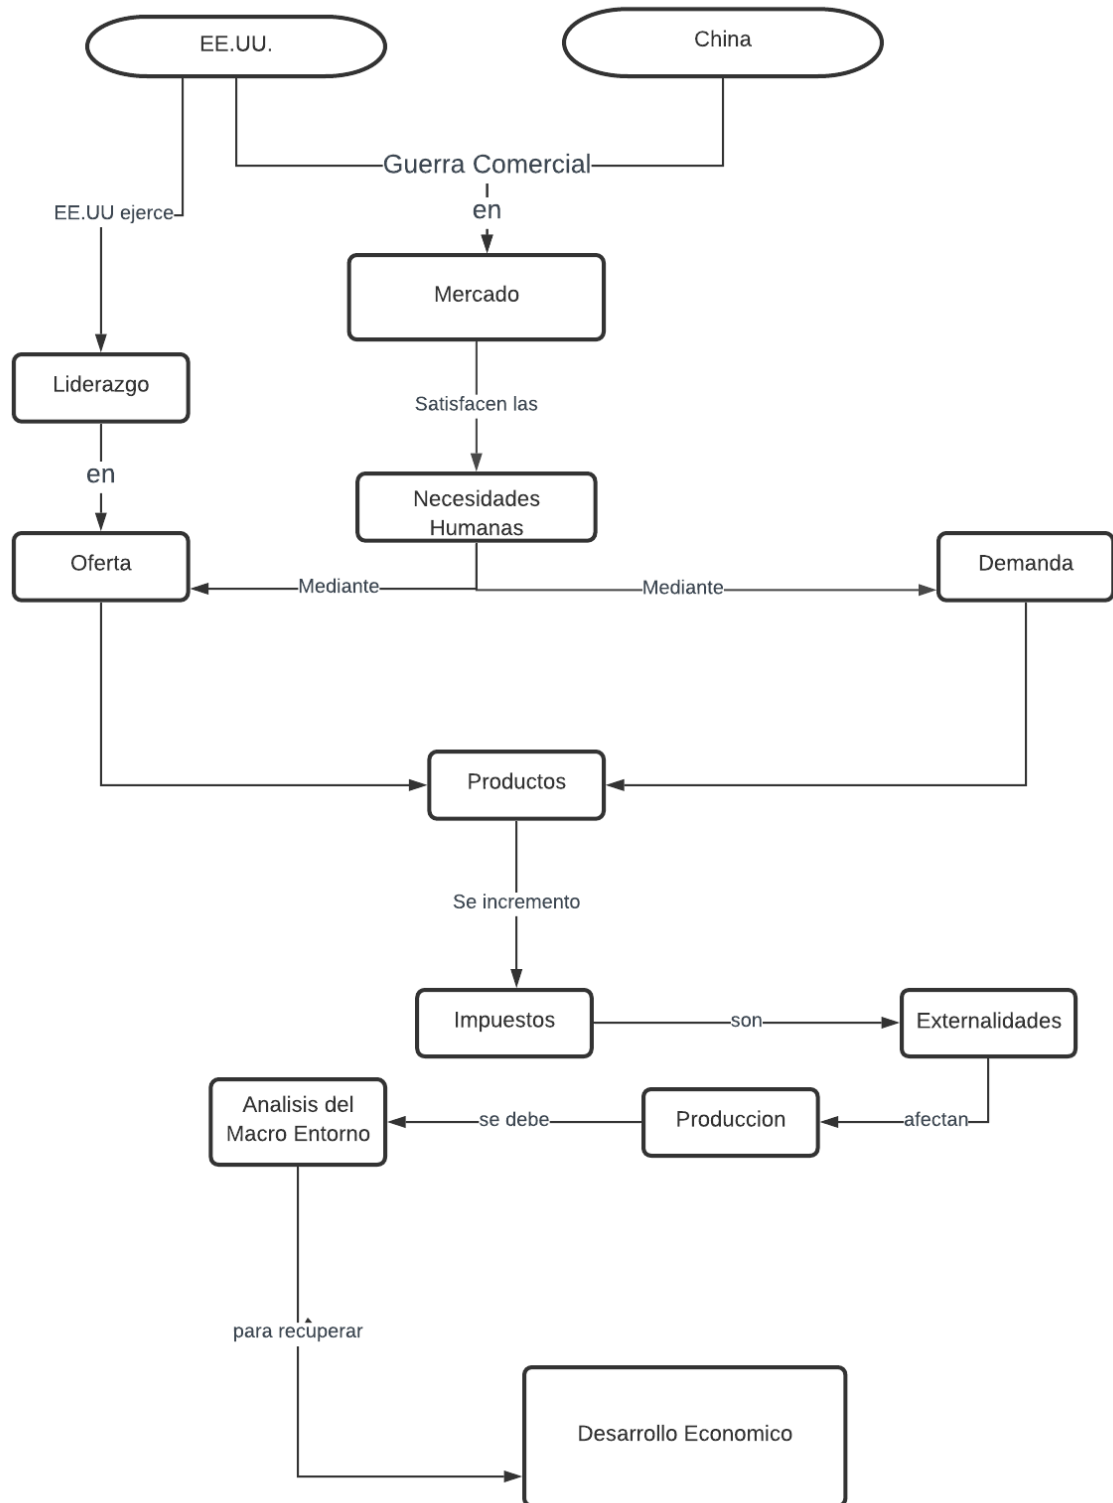 EE.UU.
China
Guerra Comercial
en
EE.UU ejerce
Mercado
Liderazgo
Satisfacen las
en
Necesidades
Humanas
Oferta
Demanda
Mediante
Mediante
Productos
Se incremento
Impuestos
son
Externalidades
Analisis del
Macro Entorno
se debe
Produccion
afectan
para recuperar
Desarrollo Economico